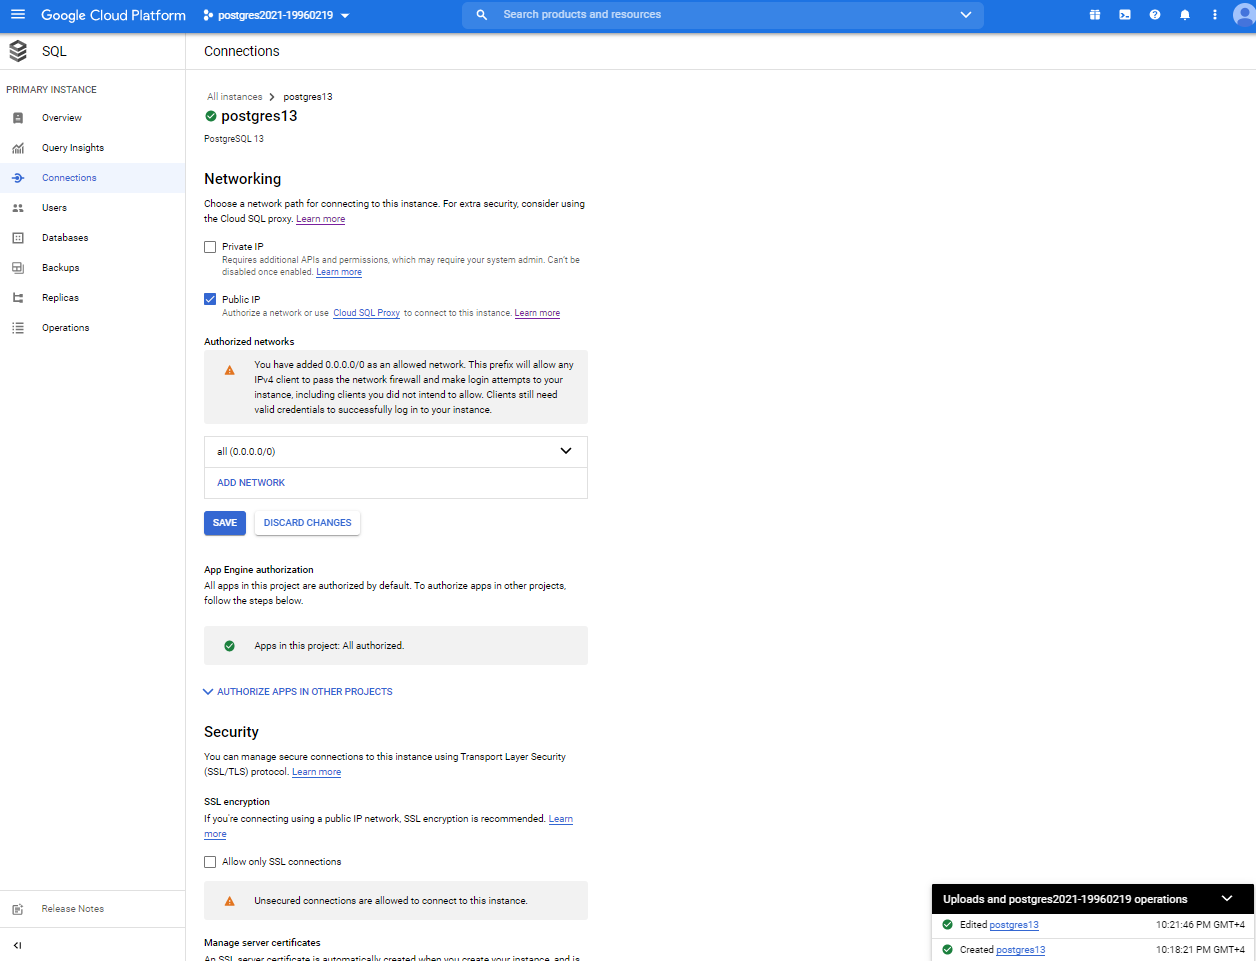 Google Cloud Platform
postgres2021-19960219
Search products and resources
SQL
Connections
PRIMARY INSTANCE
Overview
Query Insights
Connections
Users
Databases
Backups
Replicas
Operations
Release Notes
All instances
postgres13
postgres13
PostgreSQL 13
Networking
Choose a network path for connecting to this instance. For extra security, consider using
the Cloud SQL proxy. Learn more
Private IP
Requires additional APIs and permissions, which may require your system admin. Can't be
disabled once enabled. Learn more
Public IP
Authorize a network or use Cloud SQL Proxy to connect to this instance. Learn more
Authorized networks
You have added 0.0.0.0/0 as an allowed network. This prefix will allow any
IPv4 client to pass the network firewall and make login attempts to your
instance, including clients you did not intend to allow. Clients still need
valid credentials to successfully log in to your instance.
all (0.0.0.0/0)
ADD NETWORK
SAVE
DISCARD CHANGES
App Engine authorization
All apps in this project are authorized by default. To authorize apps in other projects,
follow the steps below.
Apps in this project: All authorized.
AUTHORIZE APPS IN OTHER PROJECTS
Security
You can manage secure connections to this instance using Transport Layer Security
(SSL/TLS) protocol. Learn more
SSL encryption
If you're connecting using a public IP network, SSL encryption is recommended. Learn
more
Allow only SSL connections
Unsecured connections are allowed to connect to this instance.
Manage server certificates
An SSL server certificate is automatically created when you create your instance, and is
Uploads and postgres2021-19960219 operations
Edited postgres13 10:21:46 PM GMT+4
Created postgres13 10:18:21 PM GMT+4